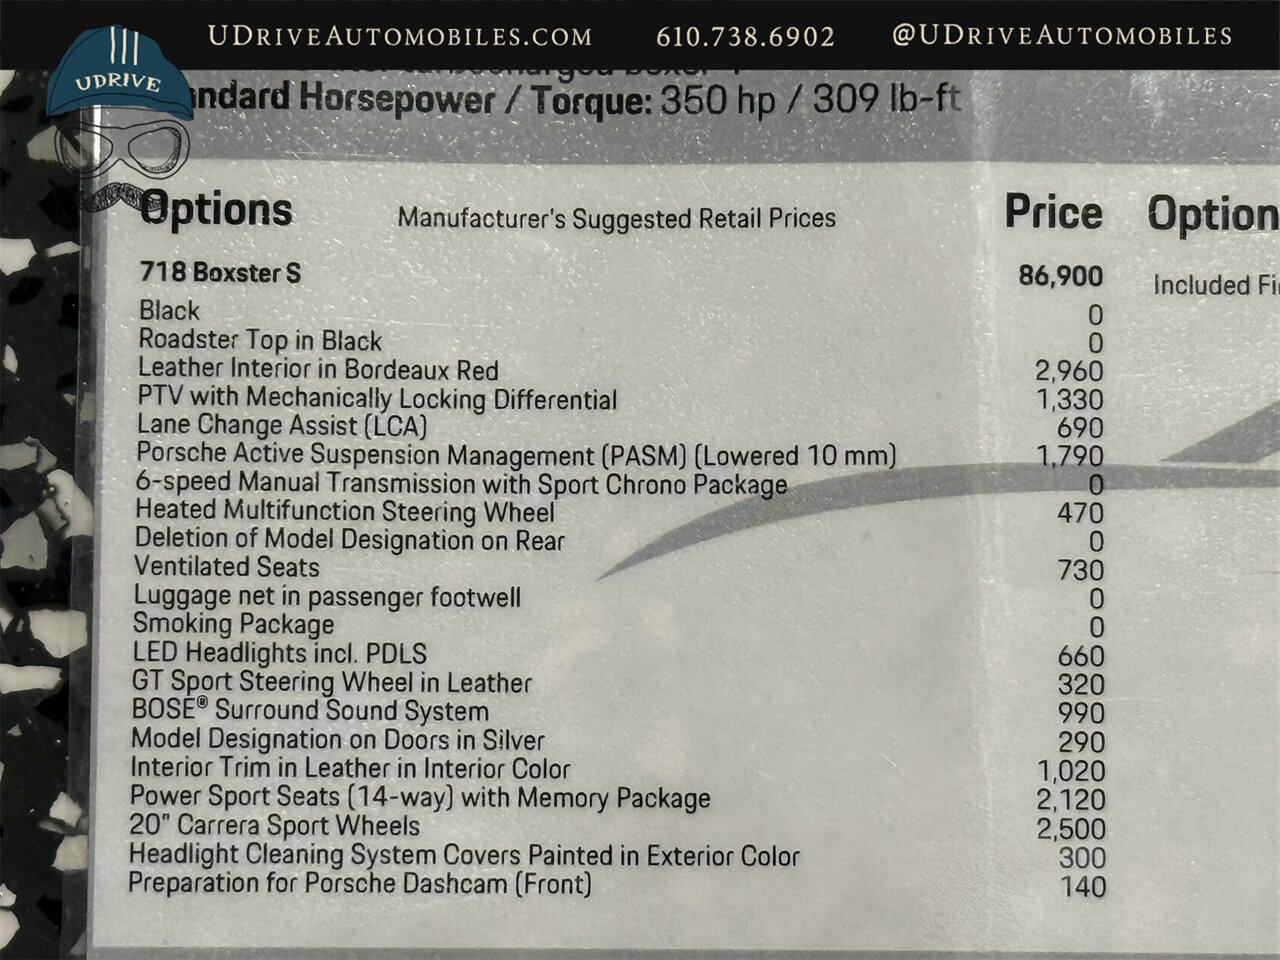 UDRIVEAUTOMOBILES.COM 610.738.6902 @UDRIVEAUTOMOBILES
UDRIVE
ndard Horsepower / Torque: 350 hp / 309 lb-ft
Options Manufacturer's Suggested Retail Prices Price Option
718 Boxster S 86,900 Included
Black 0
Roadster Top in Black 0
Leather Interior in Bordeaux Red 2,960
PTV with Mechanically Locking Differential 1,330
Lane Change Assist (LCA) 690
Porsche Active Suspension Management (PASM) (Lowered 10 mm) 1,790
6-speed Manual Transmission with Sport Chrono Package 0
Heated Multifunction Steering Wheel 470
Deletion of Model Designation on Rear 0
Ventilated Seats 730
Luggage net in passenger footwell 0
Smoking Package 0
LED Headlights incl. PDLS 660
GT Sport Steering Wheel in Leather 320
BOSE® Surround Sound System 990
Model Designation on Doors in Silver 290
Interior Trim in Leather in Interior Color 1,020
Power Sport Seats (14-way) with Memory Package 2,120
20" Carrera Sport Wheels 2,500
Headlight Cleaning System Covers Painted in Exterior Color 300
Preparation for Porsche Dashcam (Front) 140